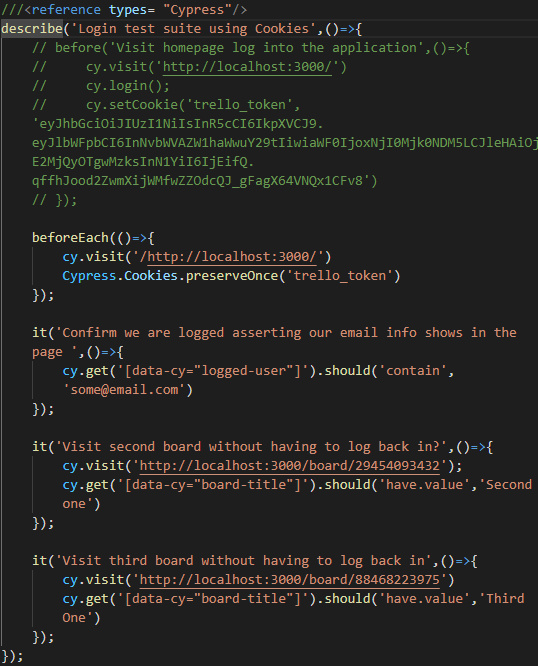 ///<reference types= "Cypress"/>
describe('Login test suite using Cookies',()=>{
// before('Visit homepage log into the application',()=>{
// cy.visit('http://localhost:3000/')
// cy.login();
// cy.setCookie('trello_token',
'eyJhbGciOiJIUzI1NiIsInR5cCI6IkpXVCJ9.
eyJlbWFpbCI6InNvbWVAZW1haWwuY29tIiwiaWF0IjoxNjI0Mjk0NDM5LCJleHAiOj
E2MjQyOTgwMzksInN1YiI6IjEifQ.
qffhJood2ZwmXijWMfwZZOdcQJ_gFagX64VNQx1CFv8')
// });
beforeEach(()=>{
cy.visit('/http://localhost:3000/')
Cypress.Cookies.preserveOnce('trello_token')
});
it('Confirm we are logged asserting our email info shows in the
page ',()=>{
cy.get('[data-cy="logged-user"]').should('contain',
'some@email.com')
});
it('Visit second board without having to log back in?',()=>{
cy.visit('http://localhost:3000/board/29454093432');
cy.get('[data-cy="board-title"]').should('have.value','Second
one')
});
it('Visit third board without having to log back in',()=>{
cy.visit('http://localhost:3000/board/88468223975')
cy.get('[data-cy="board-title"]').should('have.value','Third
One')
});
});